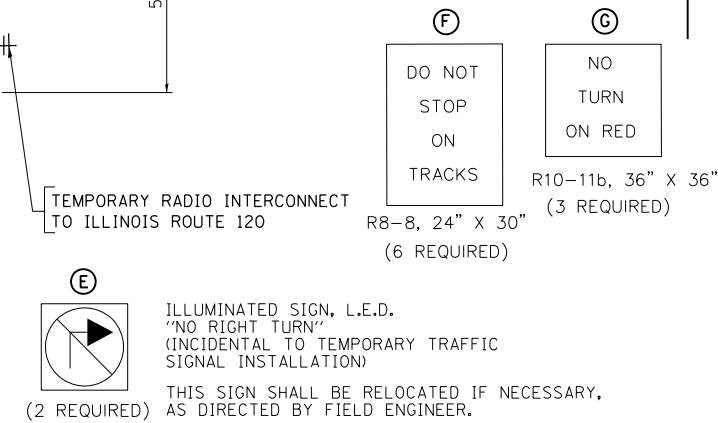 5
F
DO NOT
STOP
ON
TRACKS
R8-8, 24" X 30"
(6 REQUIRED)
G
NO
TURN
ON RED
R10-11b, 36" X 36"
(3 REQUIRED)
TEMPORARY RADIO INTERCONNECT
TO ILLINOIS ROUTE 120
E
(2 REQUIRED)
ILLUMINATED SIGN, L.E.D.
"NO RIGHT TURN"
(INCIDENTAL TO TEMPORARY TRAFFIC
SIGNAL INSTALLATION)
THIS SIGN SHALL BE RELOCATED IF NECESSARY,
AS DIRECTED BY FIELD ENGINEER.